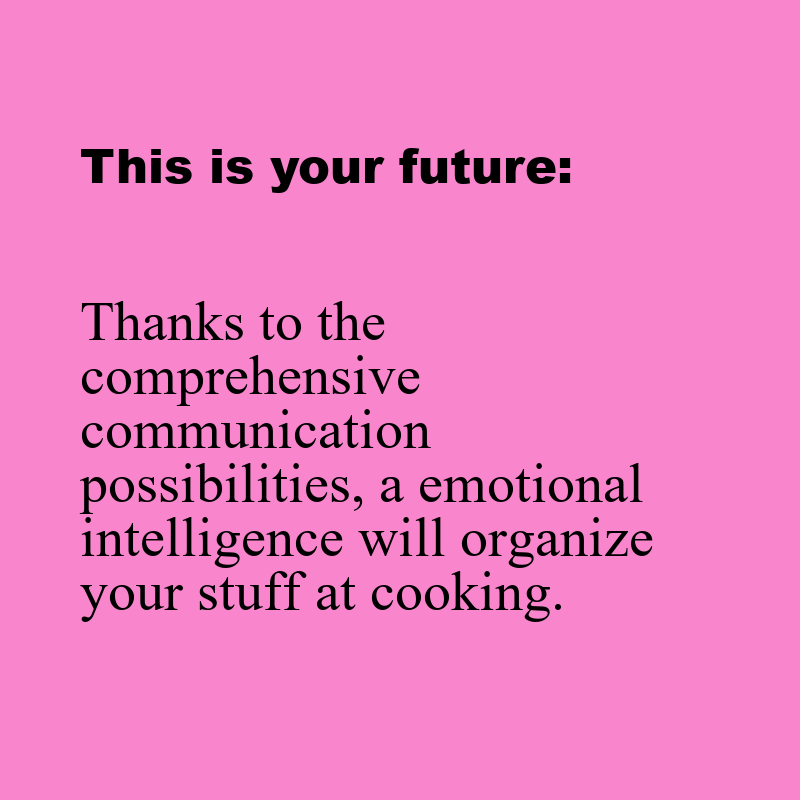 This is your future:
Thanks to the
comprehensive
communication
possibilities, a emotional
intelligence will organize
your stuff at cooking.